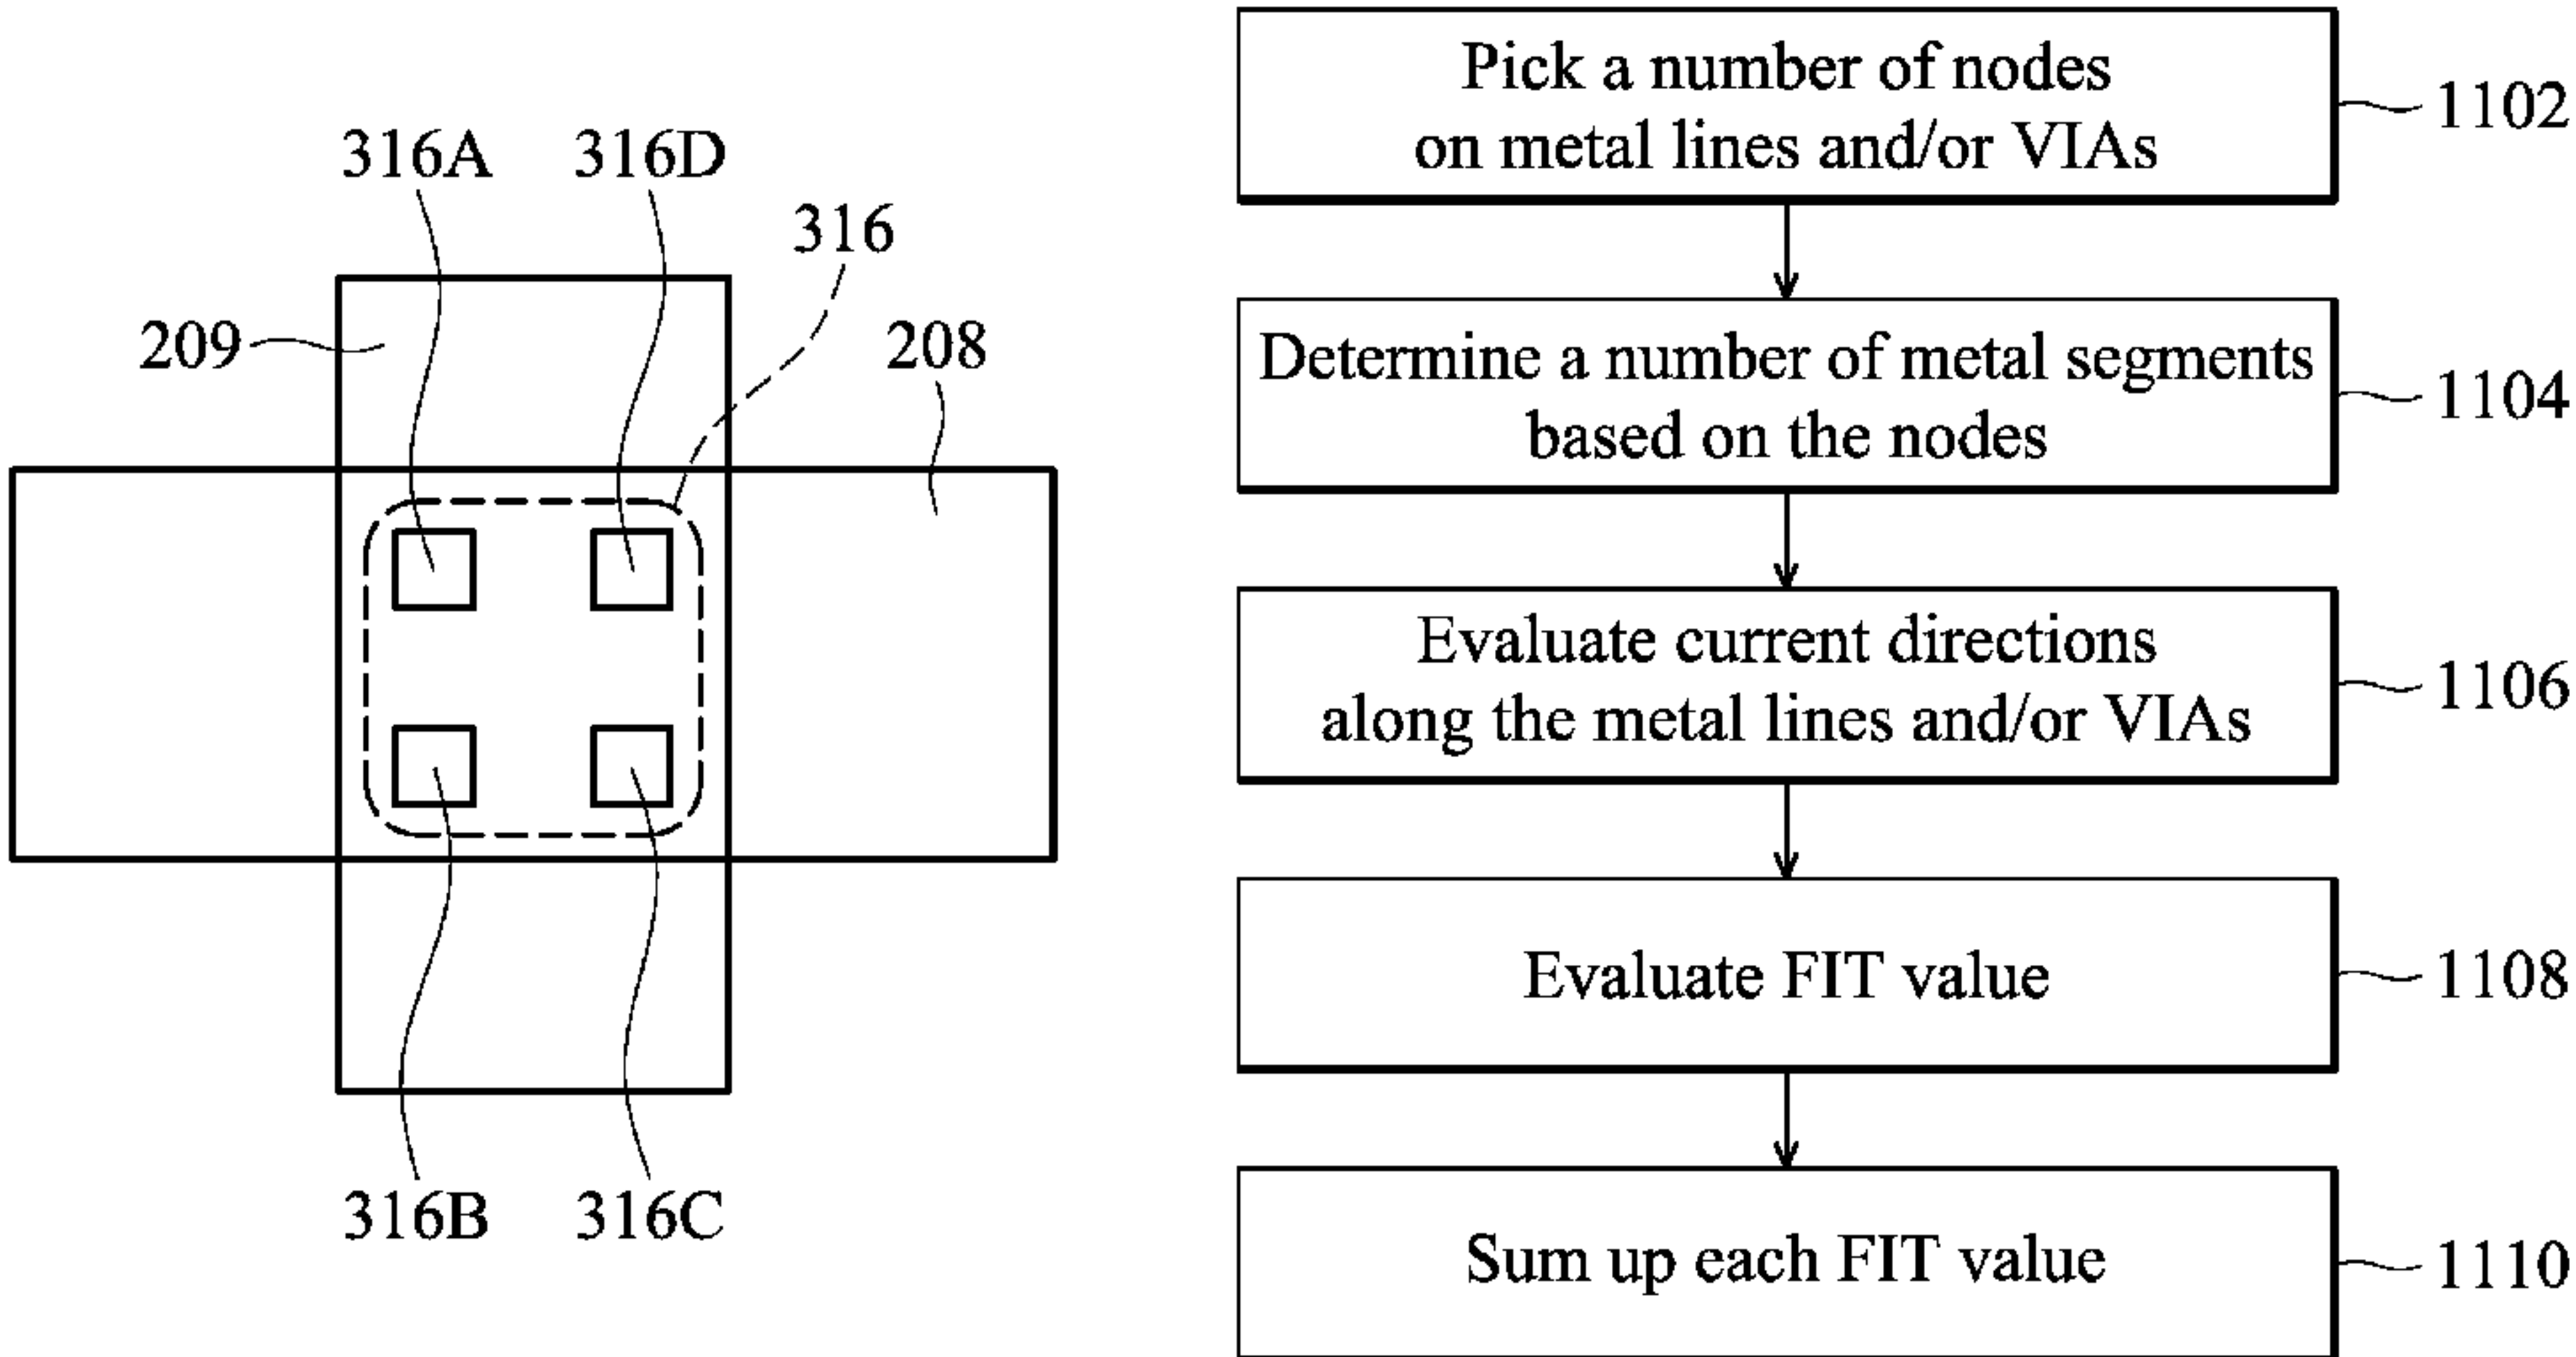 316A
316D
316
209
208
316B
316C
Pick a number of nodes
on metal lines and/or VIAs
1102
Determine a number of metal segments
based on the nodes
1104
Evaluate current directions
along the metal lines and/or VIAs
1106
Evaluate FIT value
1108
Sum up each FIT value
1110